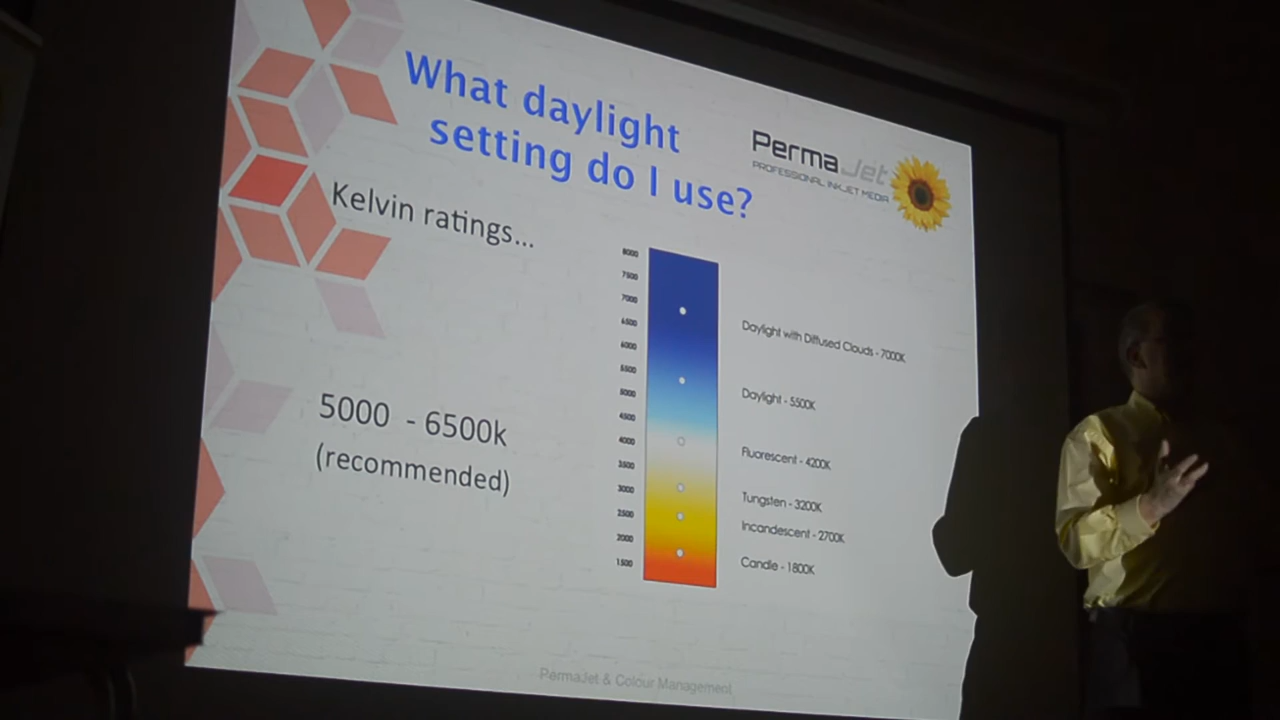 What daylight
setting do I use?
PermaJet
PROFESSIONAL INKJET MEDIA
Kelvin ratings...
5000 - 6500k
(recommended)
8000
7500
7000
6500
6000
5500
5000
4500
4000
3500
3000
2500
2000
1500
Daylight with Diffused Clouds - 7000K
Daylight - 5500K
Fluorescent - 4200K
Tungsten - 3200K
Incandescent - 2700K
Candle - 1800K
PermaJet & Colour Management